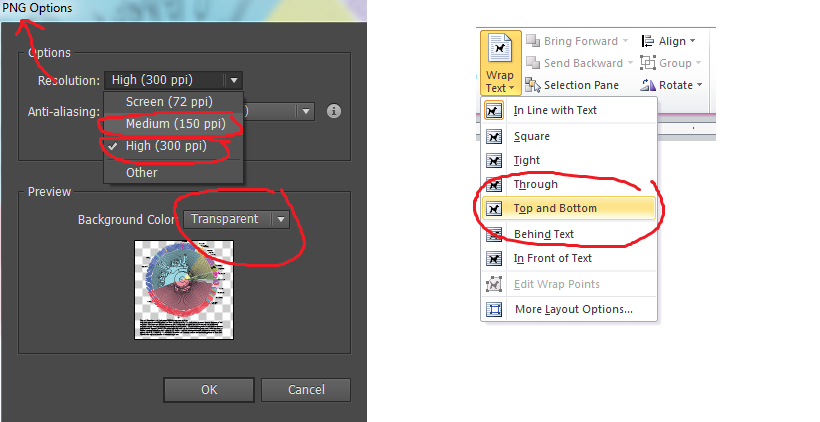 PNG Options
Options
Resolution: High (300 ppi)
Screen (72 ppi)
Anti-aliasing: )
Medium (150 ppi)
High (300 ppi)
Other
Preview
Background Color: Transparent
OK Cancel
Wrap Text
Bring Forward Align
Send Backward Group
Selection Pane Rotate
In Line with Text
Square
Tight
Through
Top and Bottom
Behind Text
In Front of Text
Edit Wrap Points
More Layout Options...